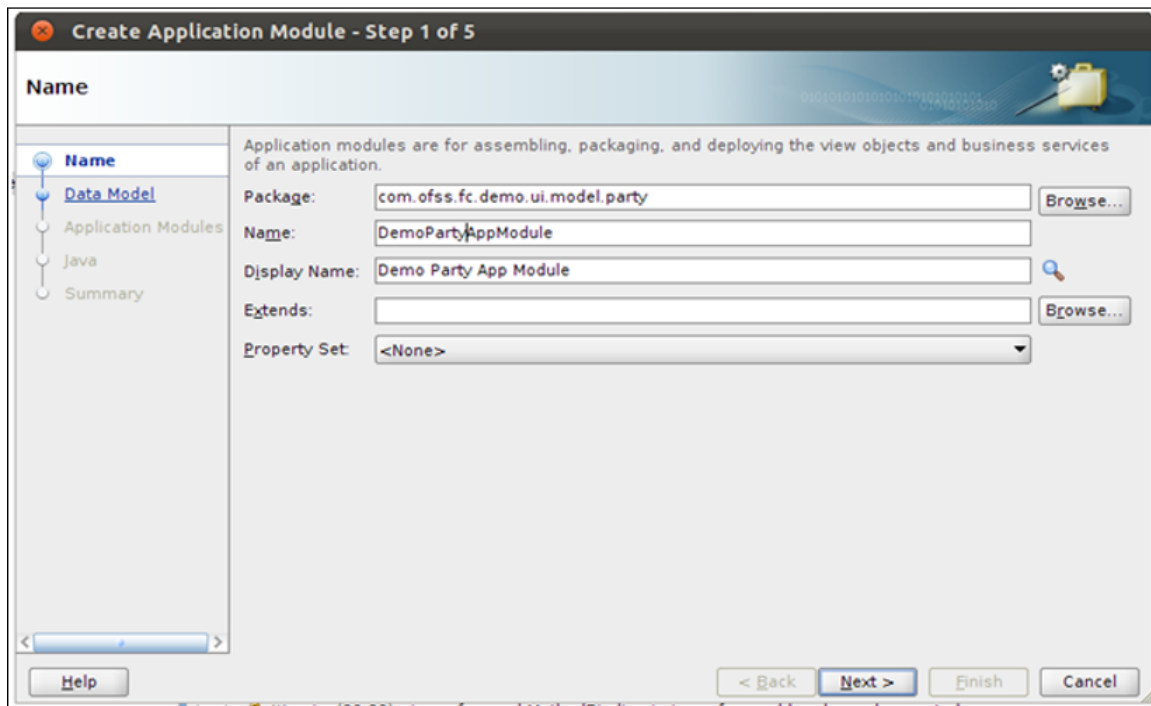 Create Application Module - Step 1 of 5
Name
Name
Data Model
Application Modules
Java
Summary
Application modules are for assembling, packaging, and deploying the view objects and business services
of an application.
Package: com.ofss.fc.demo.ui.model.party Browse...
Name: DemoPartyAppModule
Display Name: Demo Party App Module
Extends: Browse...
Property Set: <None>
Help < Back Next > Finish Cancel